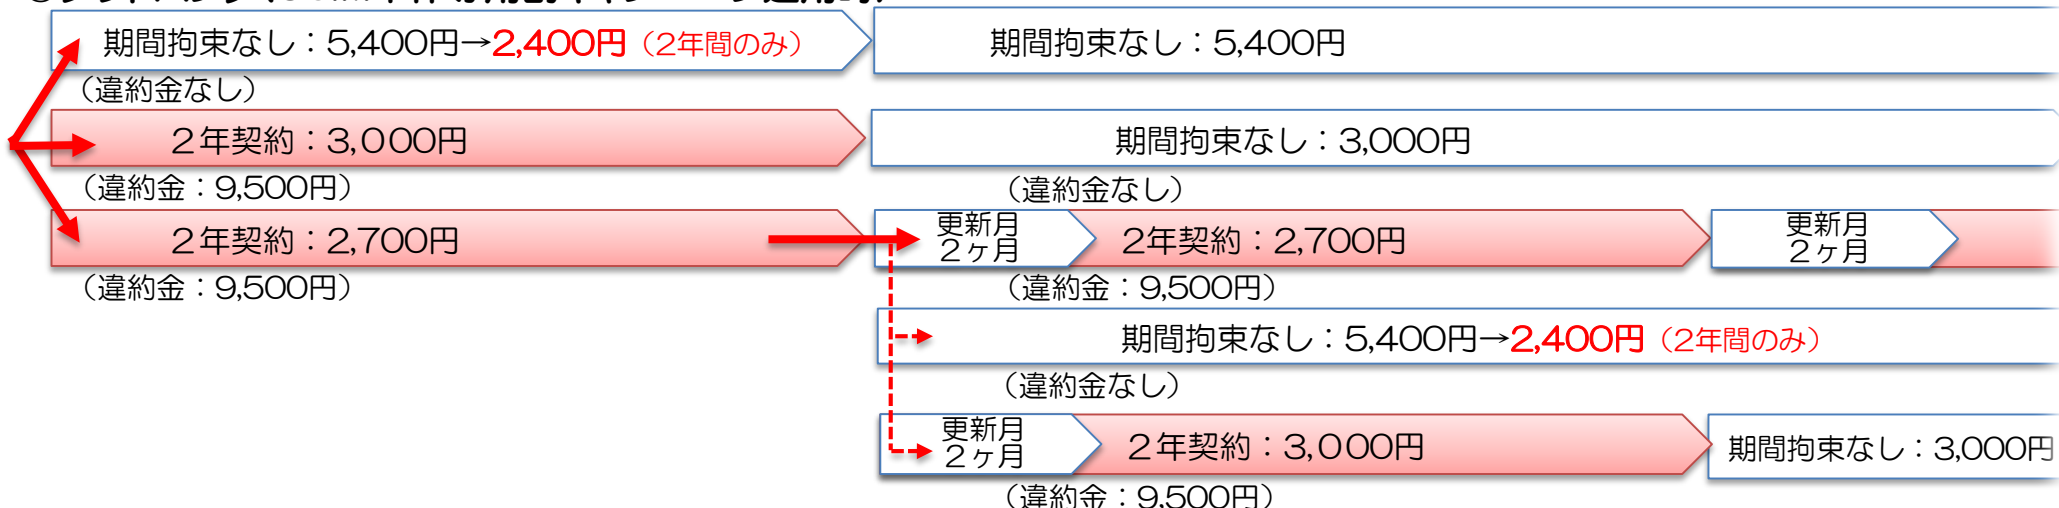 期間拘束なし：5,400円→2,400円（2年間のみ）
期間拘束なし：5,400円
（違約金なし）
２年契約：3,000円
期間拘束なし：3,000円
（違約金：9,500円）
（違約金なし）
２年契約：2,700円
更新月
２ヶ月
2年契約：2,700円
更新月
２ヶ月
（違約金：9,500円）
（違約金：9,500円）
期間拘束なし：5,400円→2,400円（2年間のみ）
（違約金なし）
更新月
２ヶ月
２年契約：3,000円
期間拘束なし：3,000円
（違約金：9,500円）